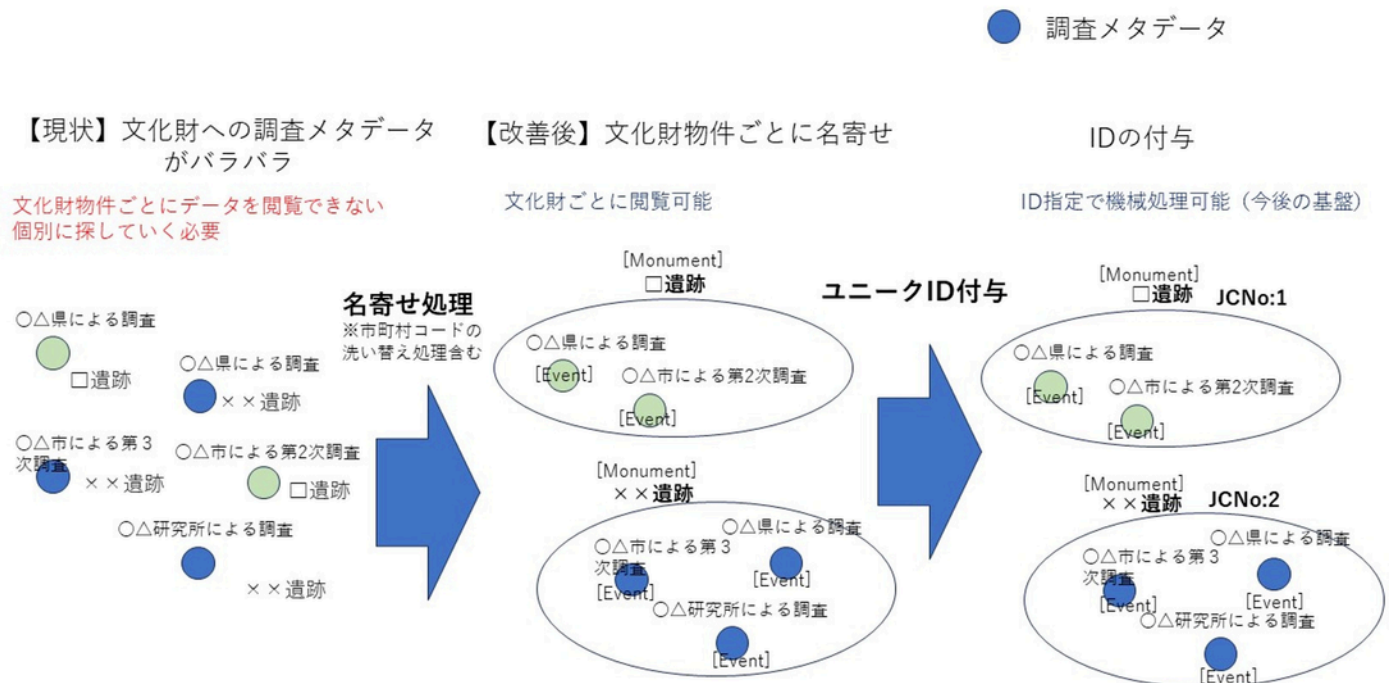 調査メタデータ
【現状】文化財への調査メタデータ
がバラバラ
文化財物件ごとにデータを閲覧できない
個別に探していく必要
○△県による調査
□遺跡
○△県による調査
××遺跡
○△市による第3
次調査
××遺跡
○△市による第2次調査
□遺跡
○△研究所による調査
××遺跡
名寄せ処理
※市町村コードの
洗い替え処理含む
【改善後】文化財物件ごとに名寄せ
文化財ごとに閲覧可能
[Monument]
□遺跡
○△県による調査
[Event]
○△市による第2次調査
[Event]
[Monument]
××遺跡
○△県による調査
[Event]
○△市による第3
次調査
[Event]
○△研究所による調査
[Event]
ユニークID付与
IDの付与
ID指定で機械処理可能（今後の基盤）
[Monument]
□遺跡 JCNo:1
○△県による調査
[Event]
○△市による第2次調査
[Event]
[Monument]
××遺跡 JCNo:2
○△県による調査
[Event]
○△市による第3
次調査
[Event]
○△研究所による調査
[Event]